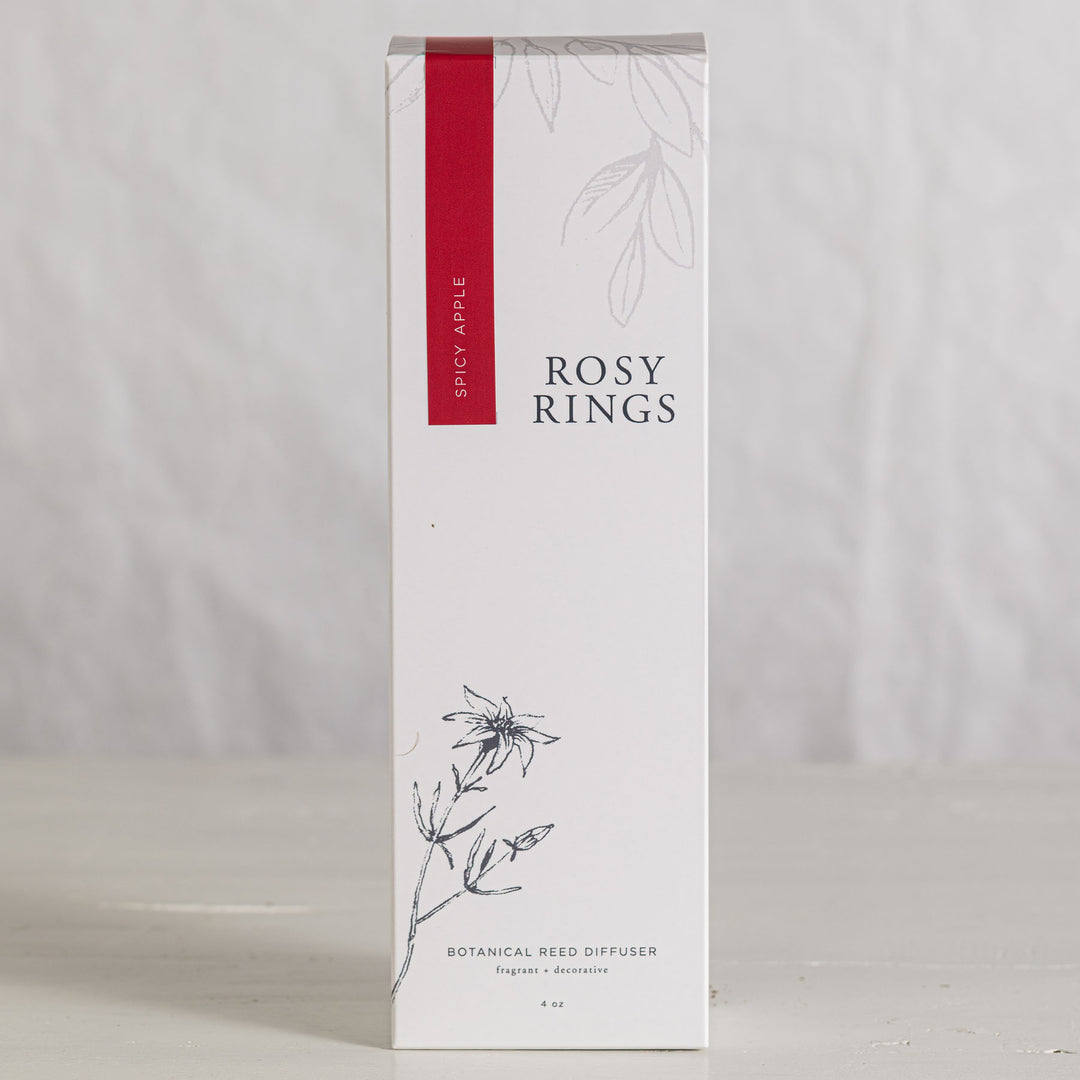 SPICY APPLE
ROSY
RINGS
BOTANICAL REED DIFFUSER
fragrant + decorative
4 oz